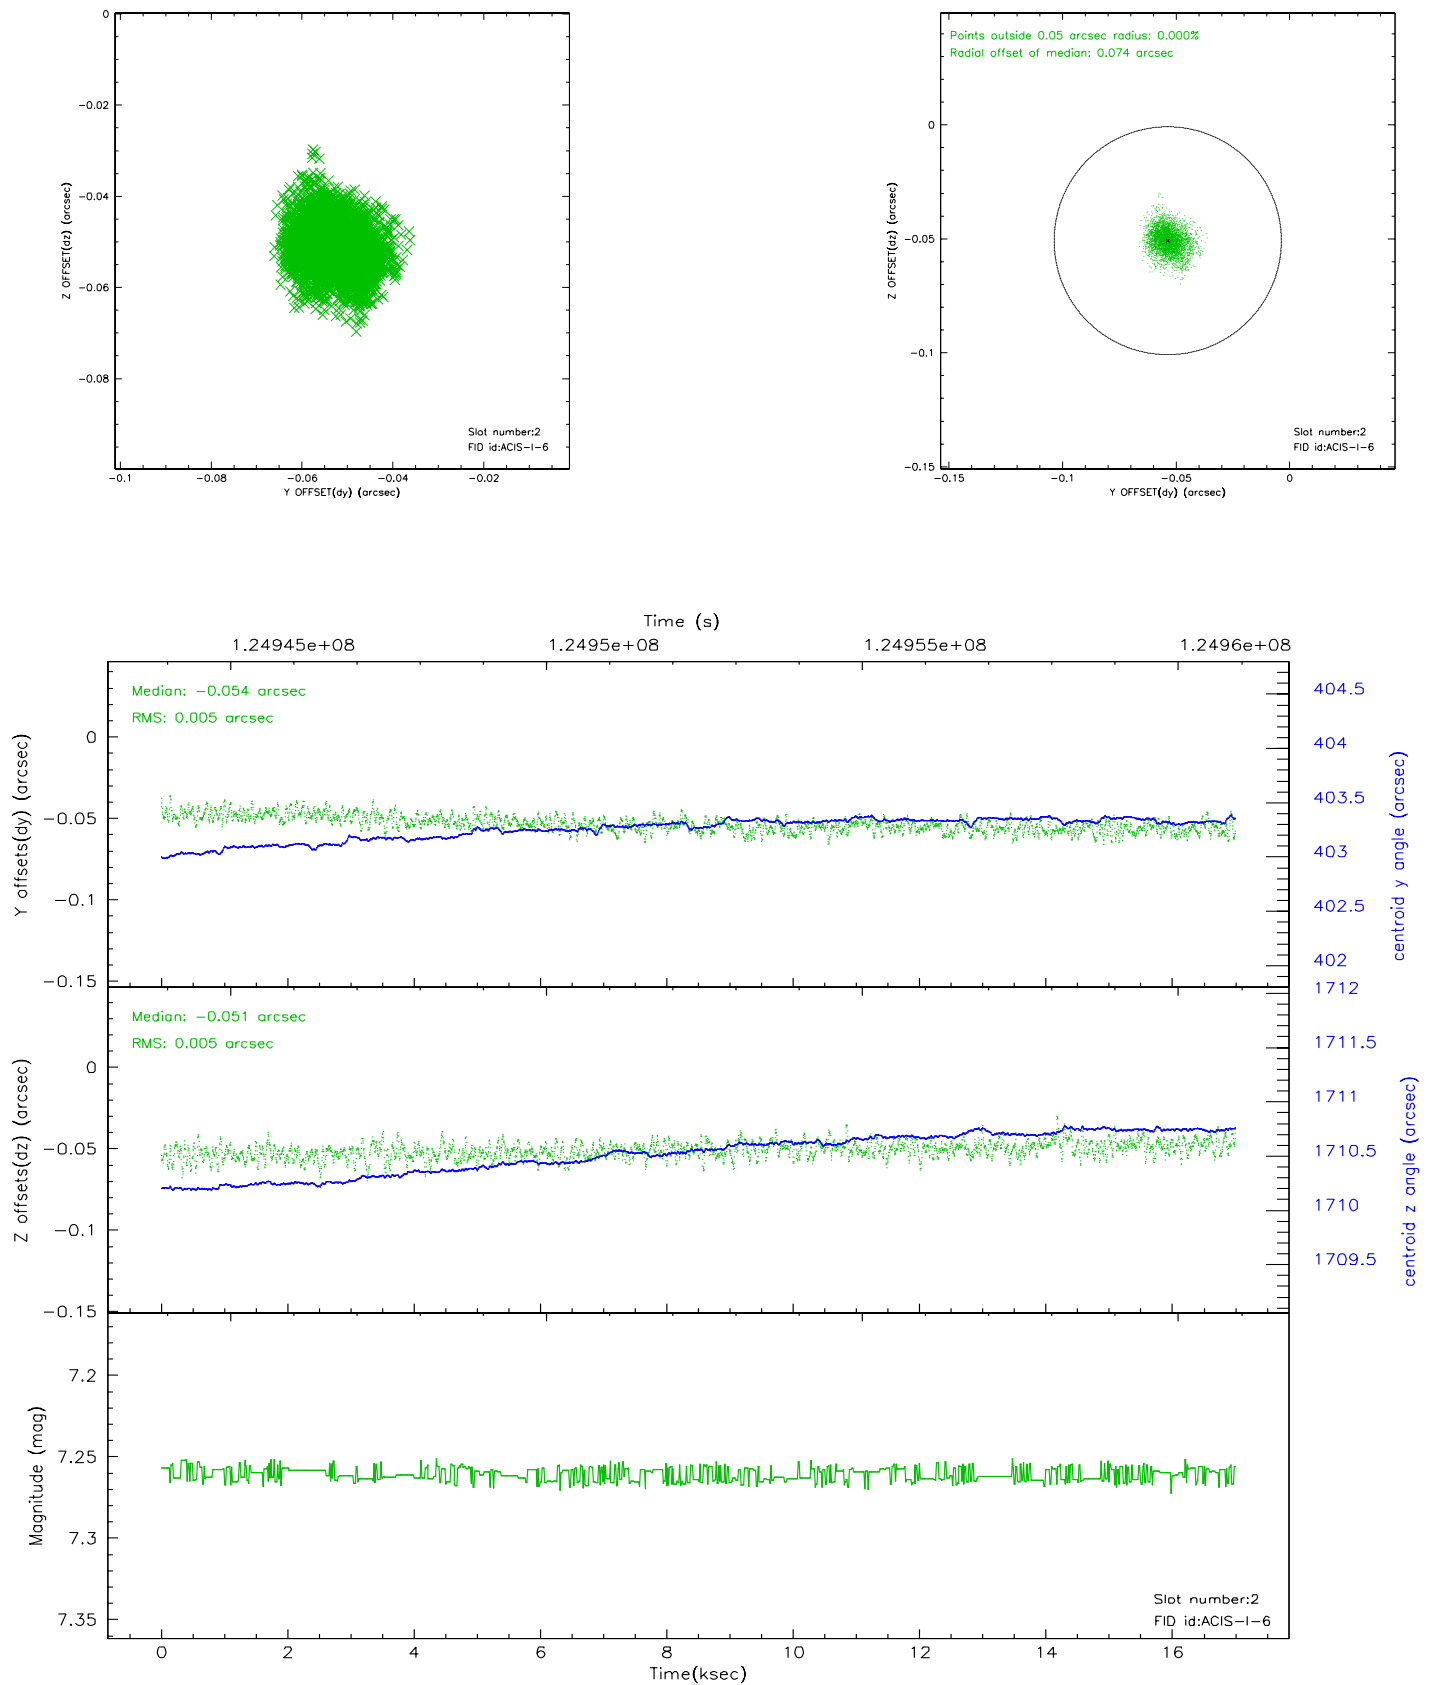 0
-0.02
-0.04
-0.06
-0.08
Z OFFSET(dz) (arcsec)
-0.1 -0.08 -0.06 -0.04 -0.02
Y OFFSET(dy) (arcsec)
Slot number:2
FID id:ACIS-I-6
Points outside 0.05 arcsec radius: 0.000%
Radial offset of median: 0.074 arcsec
0
-0.05
-0.1
-0.15
Z OFFSET(dz) (arcsec)
-0.15 -0.1 -0.05 0
Y OFFSET(dy) (arcsec)
Slot number:2
FID id:ACIS-I-6
Time (s)
1.24945e+08 1.2495e+08 1.24955e+08 1.2496e+08
Median: -0.054 arcsec
RMS: 0.005 arcsec
0
-0.05
-0.1
-0.15
Y offsets(dy) (arcsec)
404.5
404
403.5
403
402.5
402
centroid y angle (arcsec)
Median: -0.051 arcsec
RMS: 0.005 arcsec
0
-0.05
-0.1
-0.15
Z offsets(dz) (arcsec)
1712
1711.5
1711
1710.5
1710
1709.5
centroid z angle (arcsec)
7.2
7.25
7.3
7.35
Magnitude (mag)
Slot number:2
FID id:ACIS-I-6
0 2 4 6 8 10 12 14 16
Time(ksec)